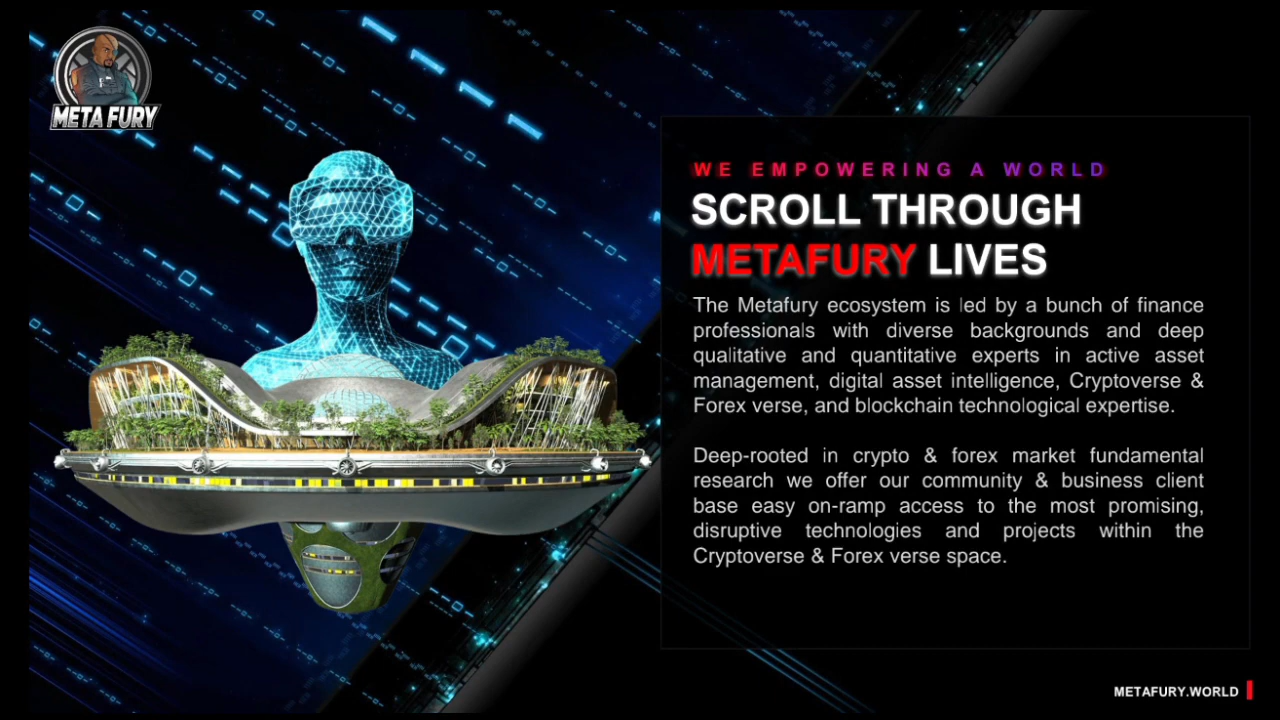 META FURY
WE EMPOWERING A WORLD
SCROLL THROUGH
METAFURY LIVES
The Metafury ecosystem is led by a bunch of finance
professionals with diverse backgrounds and deep
qualitative and quantitative experts in active asset
management, digital asset intelligence, Cryptoverse &
Forex verse, and blockchain technological expertise.
Deep-rooted in crypto & forex market fundamental
research we offer our community & business client
base easy on-ramp access to the most promising,
disruptive technologies and projects within the
Cryptoverse & Forex verse space.
METAFURY.WORLD